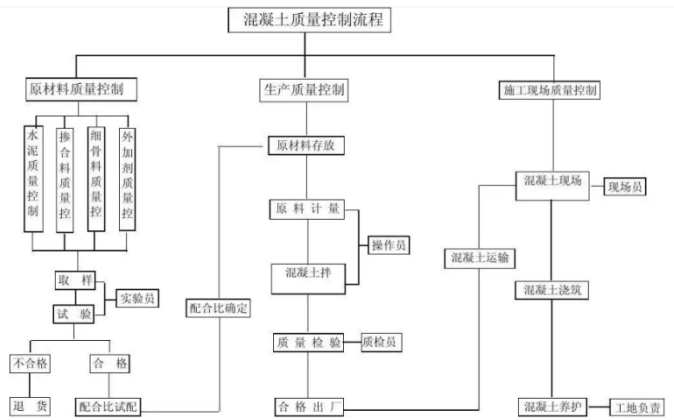 混凝土质量控制流程
原材料质量控制
生产质量控制
施工现场质量控制
水泥质量控制
掺合料质量控
细骨料质量控
外加剂质量控
原材料存放
混凝土现场
现场员
原料计量
操作员
混凝土运输
混凝土拌
取样
实验员
试验
配合比确定
混凝土浇筑
质量检验
质检员
不合格
合格
退货
配合比试配
合格出厂
混凝土养护
工地负责